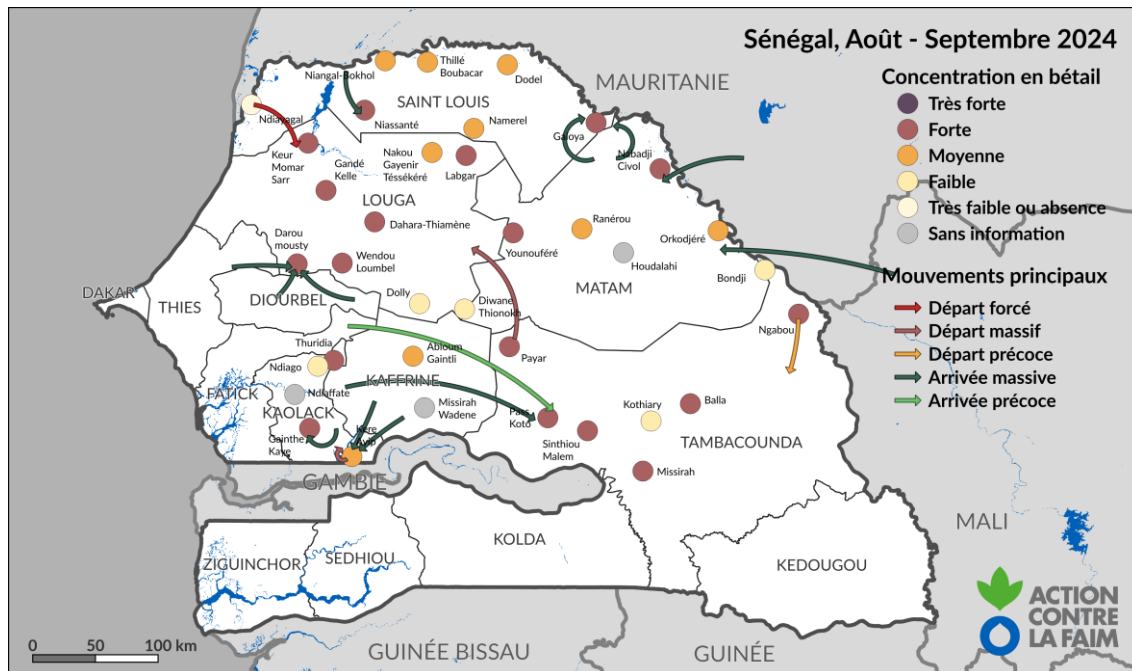 Sénégal, Août - Septembre 2024
Concentration en bétail
Très forte
Forte
Moyenne
Faible
Très faible ou absence
Sans information
Mouvements principaux
Départ forcé
Départ massif
Départ précoce
Arrivée massive
Arrivée précoce
MAURITANIE
Niangal-Bokhol
Thillé
Boubacar
Dodel
SAINT LOUIS
Ndiayagal
Niassanté
Namerel
Galoya
Keur
Momar
Sarr
Gandé
Kelle
Nakou
Gayenir
Téssékéré
Labgar
Nabadji
Civol
LOUGA
Dahara-Thiamène
Ranérou
Orkodjéré
Darou
mousty
Wendou
Loumbel
Younouféré
Houdalahi
Bondji
MATAM
DAKAR
THIES
DIOURBEL
Dolly
Diwane
Thionokh
Ngabou
Thuridia
Abloum
Gaintli
Payar
Ndiago
KAFFRINE
FATICK
Ndiaffate
Missirah
Wadene
KAOLACK
Gainthe
Kaye
Kere
Ayip
Pass
Koto
Sinthiou
Malem
Kothiary
Balla
TAMBACOUNDA
Missirah
GAMBIE
MALI
ZIGUINCHOR
SEDHIOU
KOLDA
KEDOUGOU
0 50 100 km
GUINÉE BISSAU
GUINÉE
ACTION
CONTRE
LA FAIM